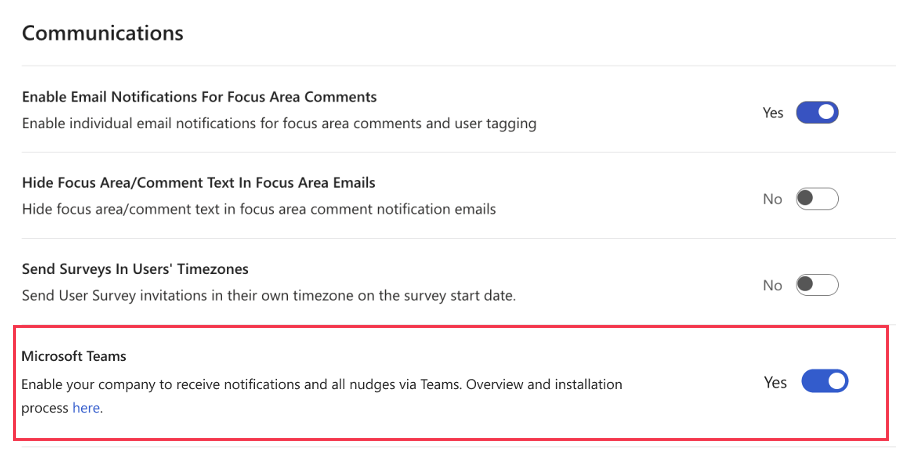 Communications
Enable Email Notifications For Focus Area Comments
Enable individual email notifications for focus area comments and user tagging
Yes
Hide Focus Area/Comment Text In Focus Area Emails
Hide focus area/comment text in focus area comment notification emails
No
Send Surveys In Users' Timezones
Send User Survey invitations in their own timezone on the survey start date.
No
Microsoft Teams
Enable your company to receive notifications and all nudges via Teams. Overview and installation
process here.
Yes